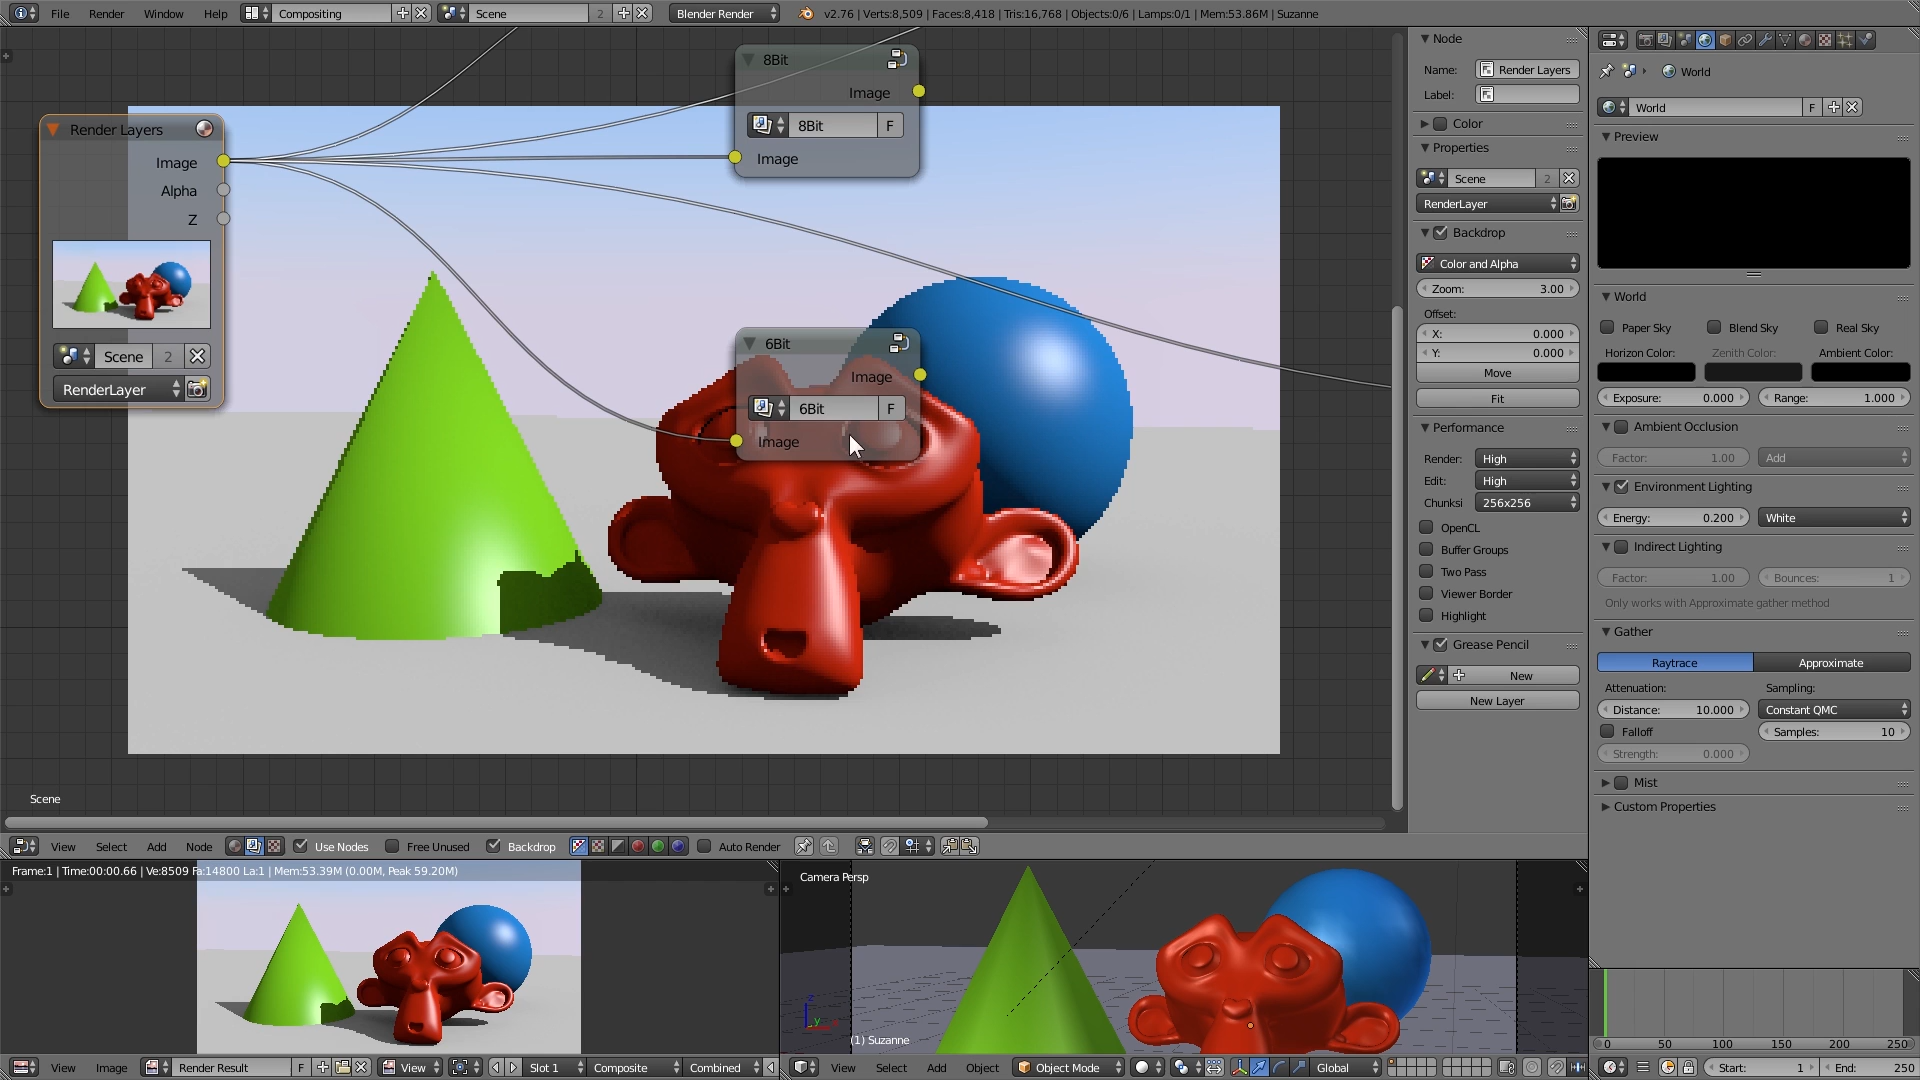 File Render Window Help Compositing Scene 2 Blender Render v2.76 | Verts:8,509 | Faces:8,418 | Tris:16,768 | Objects:0/6 | Lamps:0/1 | Mem:53.86M | Suzanne
Render Layers
Image
Alpha
Z
Scene 2
RenderLayer
8Bit
Image
8Bit F
Image
6Bit
Image
6Bit F
Image
Scene
Node
Name: Render Layers
Label:
Color
Properties
Scene 2
RenderLayer
Backdrop
Color and Alpha
Zoom: 3.00
Offset:
X: 0.000
Y: 0.000
Move
Fit
Performance
Render: High
Edit: High
Chunksi 256x256
OpenCL
Buffer Groups
Two Pass
Viewer Border
Highlight
Grease Pencil
New
New Layer
World
World F
Preview
World
Paper Sky Blend Sky Real Sky
Horizon Color: Zenith Color: Ambient Color:
Exposure: 0.000 Range: 1.000
Ambient Occlusion
Factor: 1.00 Add
Environment Lighting
Energy: 0.200 White
Indirect Lighting
Factor: 1.00 Bounces: 1
Only works with Approximate gather method
Gather
Raytrace Approximate
Attenuation: Sampling:
Distance: 10.000 Constant QMC
Falloff Samples: 10
Strength: 0.000
Mist
Custom Properties
View Select Add Node Use Nodes Free Unused Backdrop Auto Render
Frame:1 | Time:00:00.66 | Ve:8509 Fa:14800 La:1 | Mem:53.39M (0.00M, Peak 59.20M)
View Image Render Result F View Slot 1 Composite Combined
Camera Persp
z
y
(1) Suzanne
View Select Add Object Object Mode Global
0 50 100 150 200 250
Start: 1 End: 250